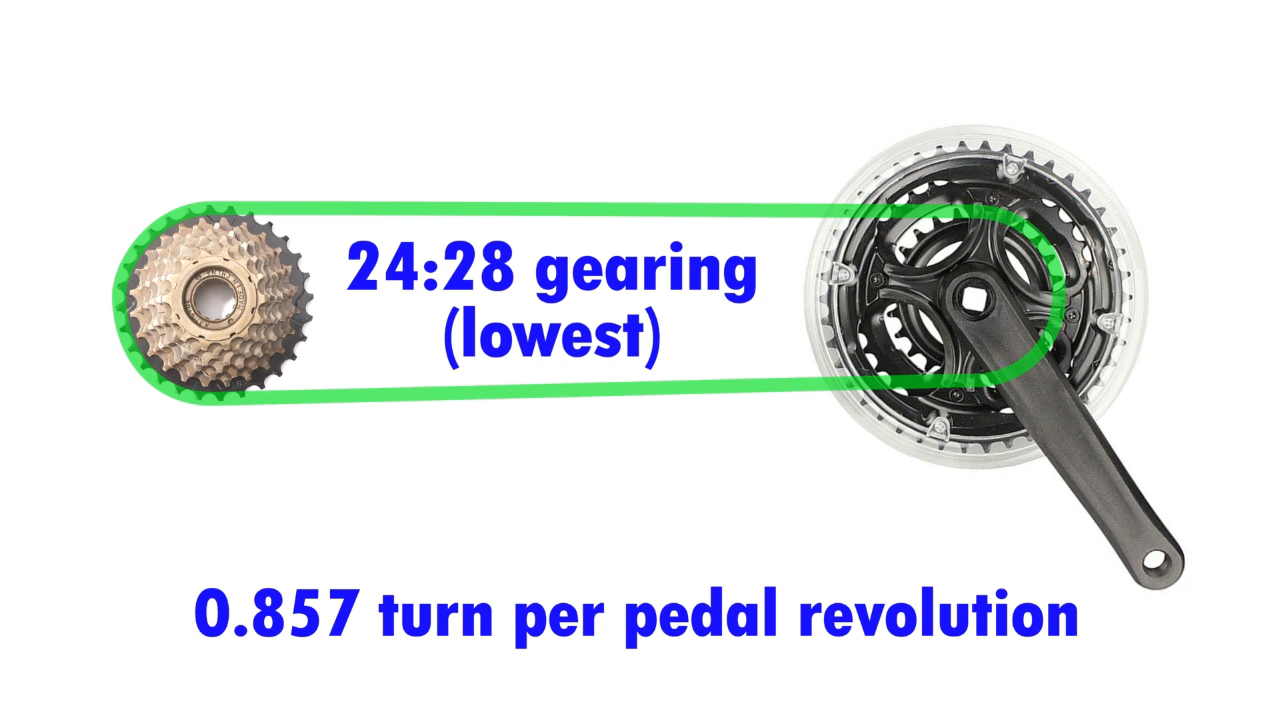 24:28 gearing
(lowest)
0.857 turn per pedal revolution